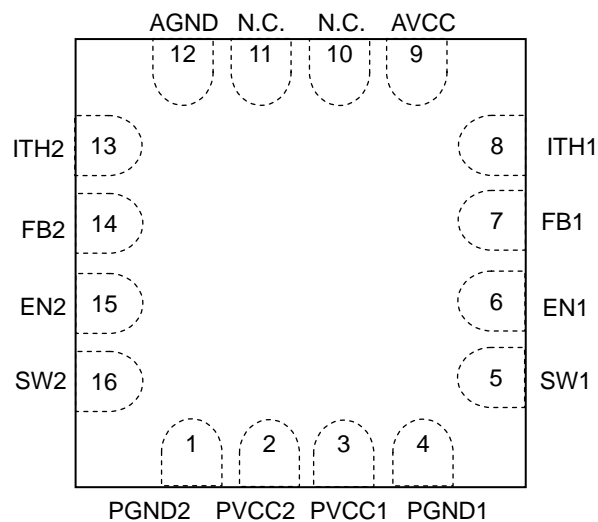 AGND N.C. N.C. AVCC
12 11 10 9
ITH2 13 8 ITH1
FB2 14 7 FB1
EN2 15 6 EN1
SW2 16 5 SW1
1 2 3 4
PGND2 PVCC2 PVCC1 PGND1